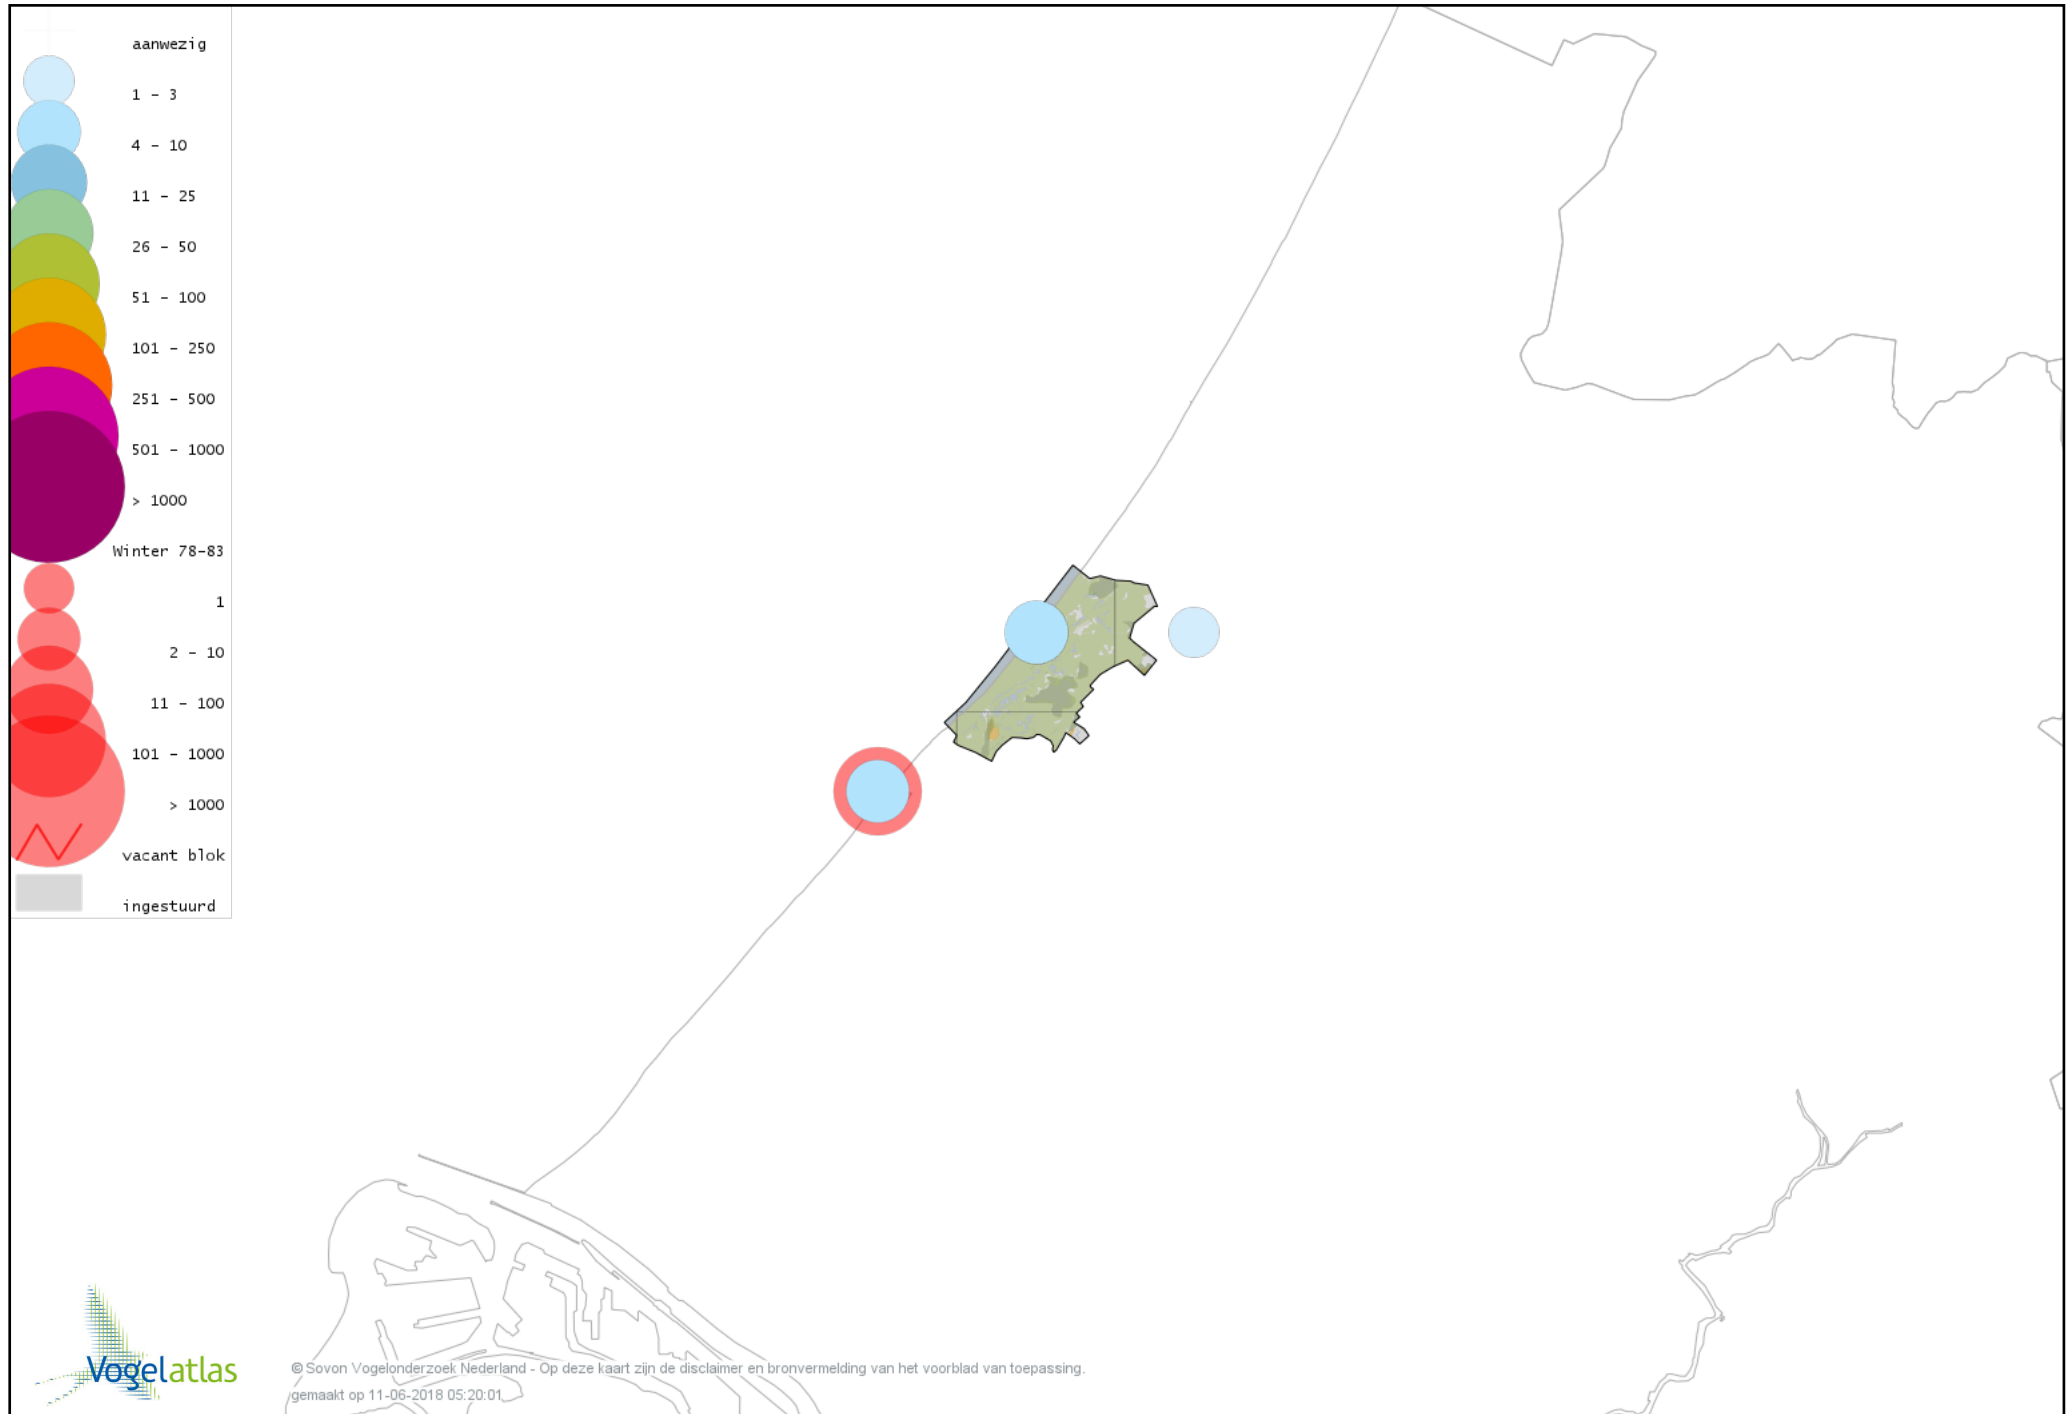 aanwezig
1 - 3
4 - 10
11 - 25
26 - 50
51 - 100
101 - 250
251 - 500
501 - 1000
> 1000
Winter 78-83
1
2 - 10
11 - 100
101 - 1000
> 1000
vacant blok
ingestuurd
Vogelatlas
© Sovon Vogelonderzoek Nederland - Op deze kaart zijn de disclaimer en bronvermelding van het voorblad van toepassing.
gemaakt op 11-06-2018 05:20:01